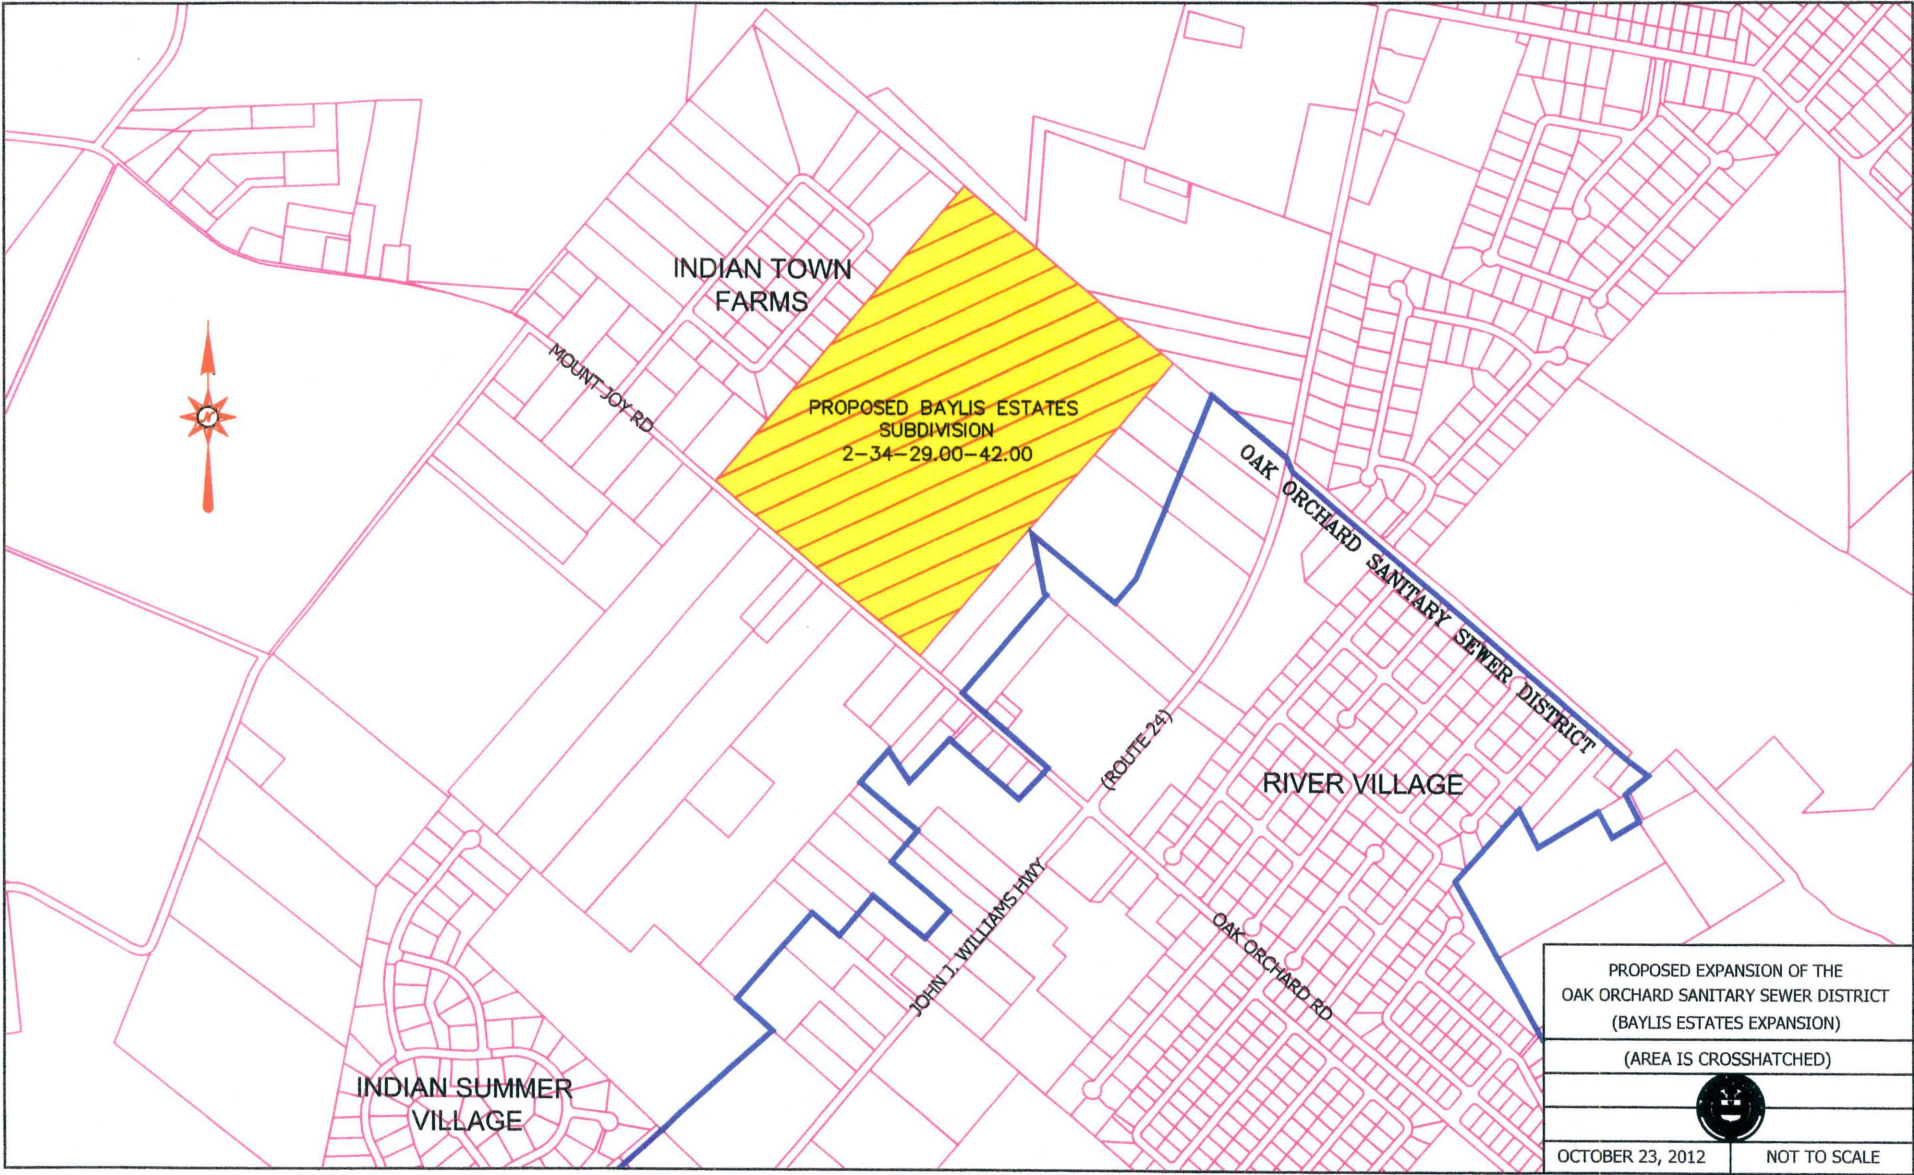 INDIAN TOWN
FARMS
MOUNT JOY RD
PROPOSED BAYLIS ESTATES
SUBDIVISION
2-34-29.00-42.00
OAK ORCHARD SANITARY SEWER DISTRICT
(ROUTE 24)
RIVER VILLAGE
JOHN J. WILLIAMS HWY
OAK ORCHARD RD
INDIAN SUMMER
VILLAGE
N
PROPOSED EXPANSION OF THE
OAK ORCHARD SANITARY SEWER DISTRICT
(BAYLIS ESTATES EXPANSION)
(AREA IS CROSSHATCHED)
OCTOBER 23, 2012
NOT TO SCALE